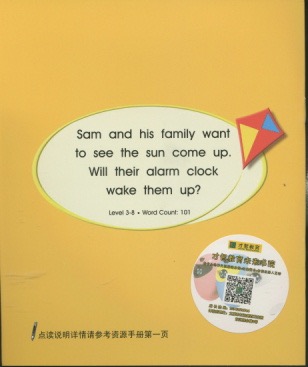 Sam and his family want
to see the sun come up.
Will their alarm clock
wake them up?
Level 3-8 • Word Count: 101
点读说明详情请参考资源手册第一页